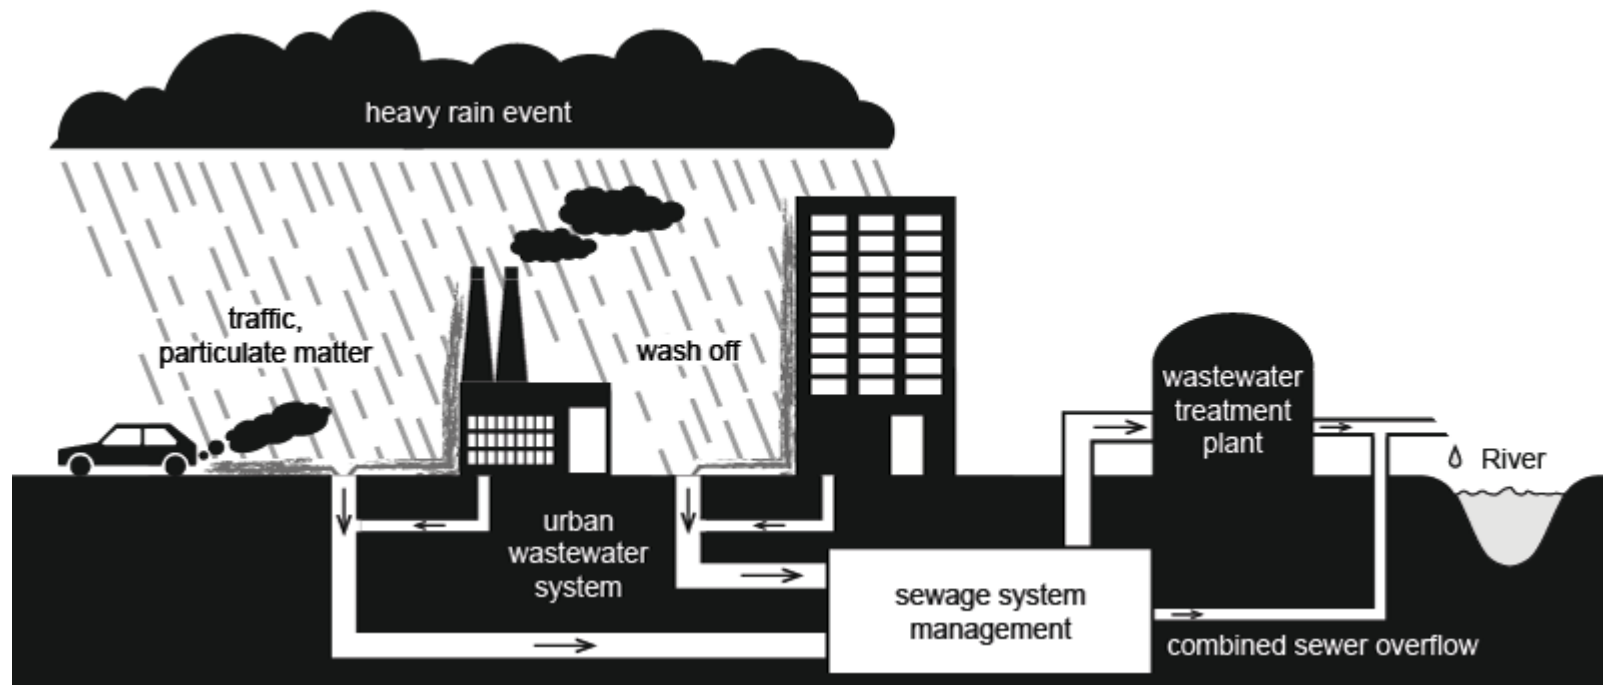 heavy rain event
traffic,
particulate matter
wash off
wastewater
treatment
plant
River
urban
wastewater
system
sewage system
management
combined sewer overflow